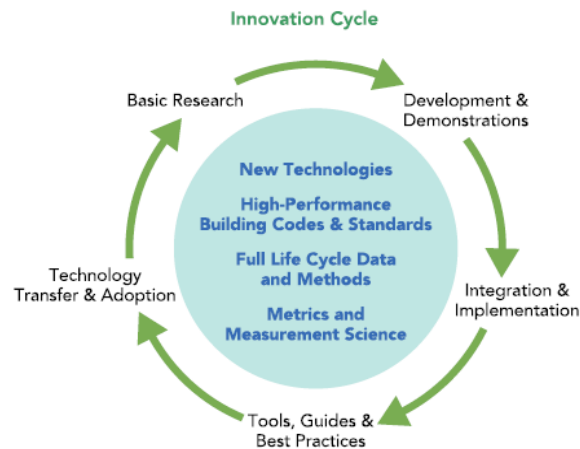 Innovation Cycle
Basic Research
Development &
Demonstrations
New Technologies
High-Performance
Building Codes & Standards
Full Life Cycle Data
and Methods
Metrics and
Measurement Science
Technology
Transfer & Adoption
Integration &
Implementation
Tools, Guides &
Best Practices